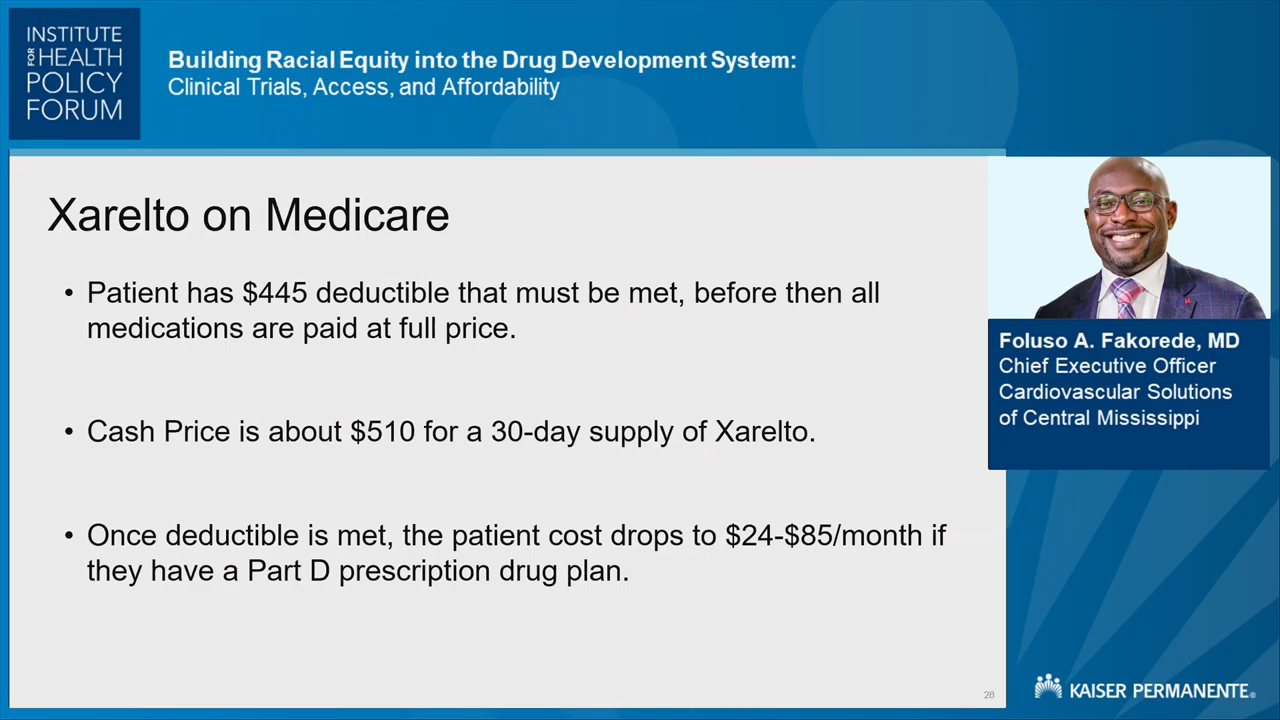 INSTITUTE
FOR HEALTH
POLICY
FORUM
Building Racial Equity into the Drug Development System:
Clinical Trials, Access, and Affordability
Xarelto on Medicare
• Patient has $445 deductible that must be met, before then all
medications are paid at full price.
• Cash Price is about $510 for a 30-day supply of Xarelto.
• Once deductible is met, the patient cost drops to $24-$85/month if
they have a Part D prescription drug plan.
28
Foluso A. Fakorede, MD
Chief Executive Officer
Cardiovascular Solutions
of Central Mississippi
KAISER PERMANENTE®